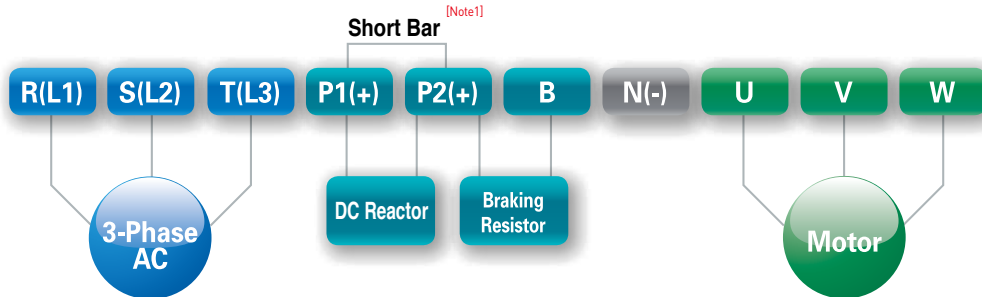 [Note1]
Short Bar
R(L1) S(L2) T(L3) P1(+) P2(+) B N(-) U V W
DC Reactor
Braking
Resistor
3-Phase
AC
Motor